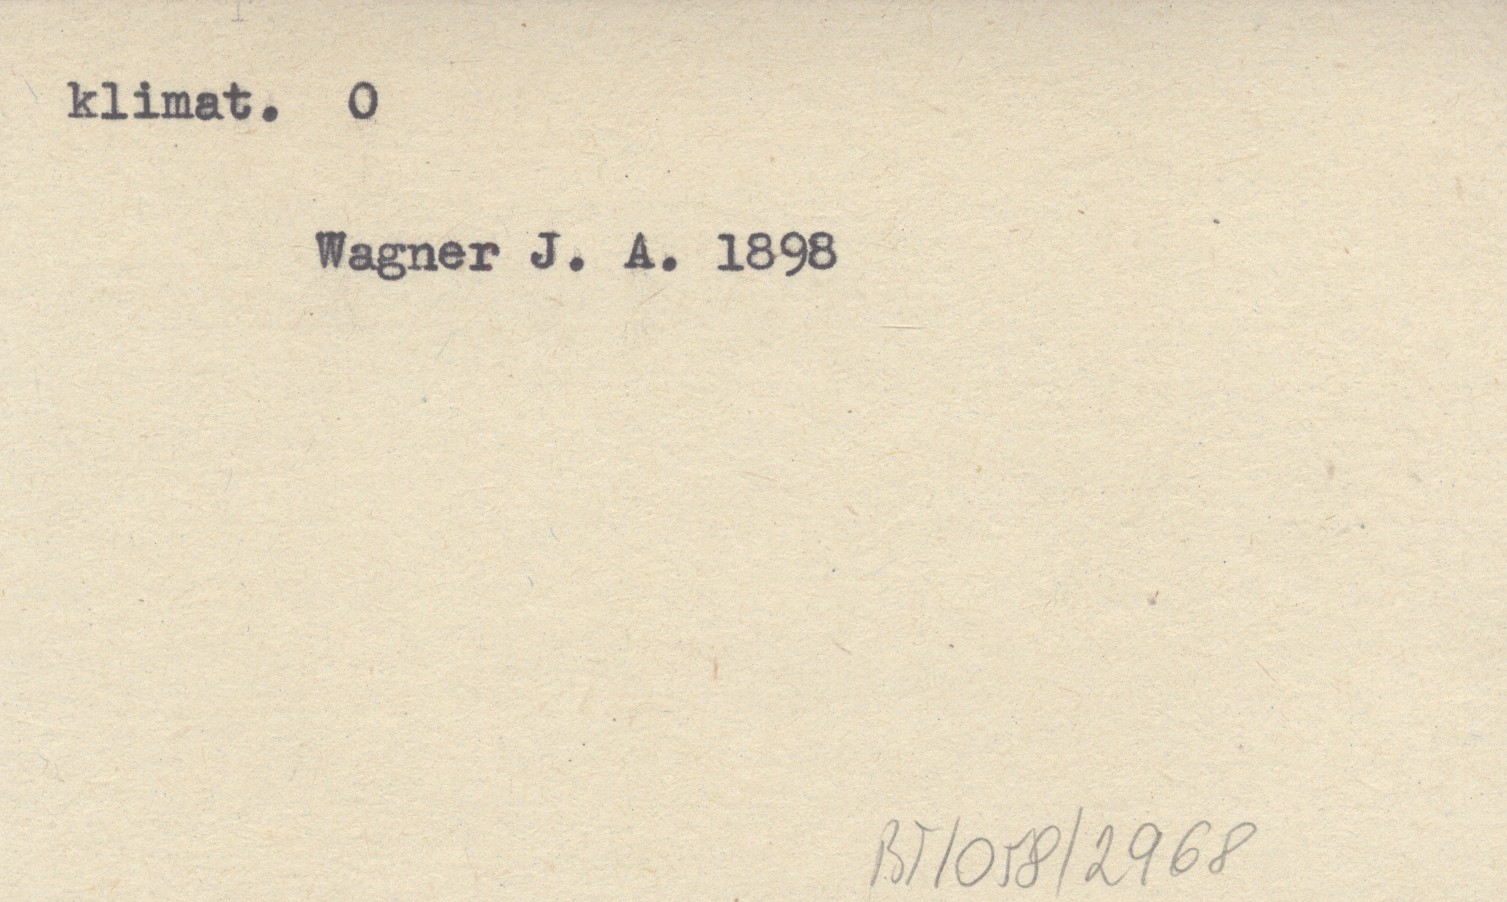 klimat. O
Wagner J. A. 1898
BT/058/2968